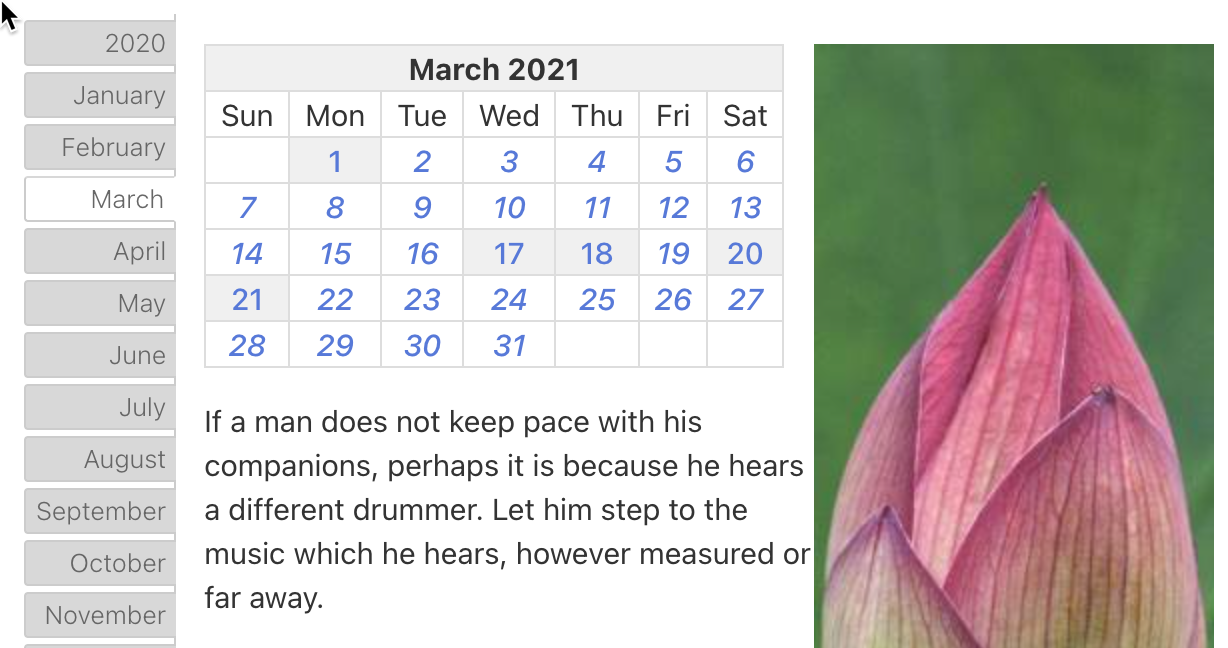 2020
January
February
March
April
May
June
July
August
September
October
November
March 2021
Sun Mon Tue Wed Thu Fri Sat
1 2 3 4 5 6
7 8 9 10 11 12 13
14 15 16 17 18 19 20
21 22 23 24 25 26 27
28 29 30 31
If a man does not keep pace with his
companions, perhaps it is because he hears
a different drummer. Let him step to the
music which he hears, however measured or
far away.